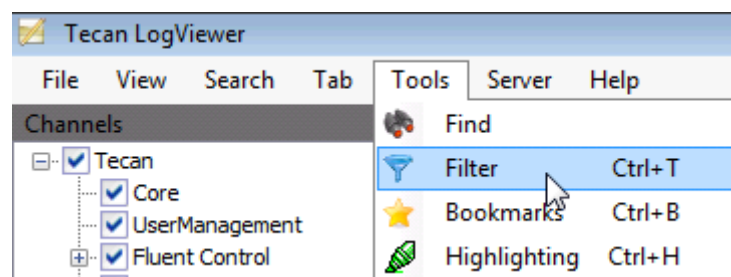 Tecan LogViewer
File View Search Tab Tools Server Help
Channels
Find
Tecan
Filter Ctrl+T
Core
Bookmarks Ctrl+B
UserManagement
Fluent Control
Highlighting Ctrl+H